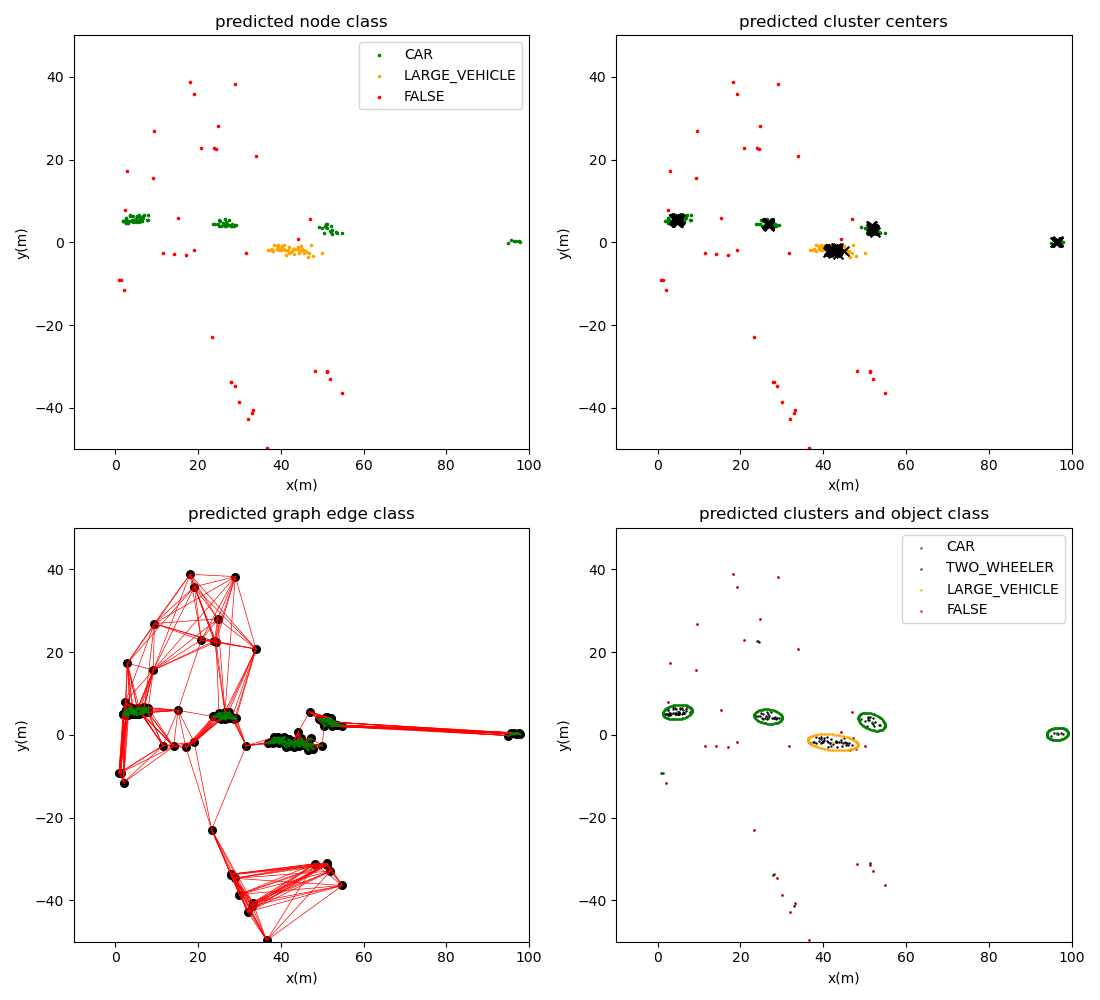 predicted node class
CAR
LARGE_VEHICLE
FALSE
40
20
0
−20
−40
y(m)
0 20 40 60 80 100
x(m)
predicted cluster centers
40
20
0
−20
−40
y(m)
0 20 40 60 80 100
x(m)
predicted graph edge class
40
20
0
−20
−40
y(m)
0 20 40 60 80 100
x(m)
predicted clusters and object class
CAR
TWO_WHEELER
LARGE_VEHICLE
FALSE
40
20
0
−20
−40
y(m)
0 20 40 60 80 100
x(m)